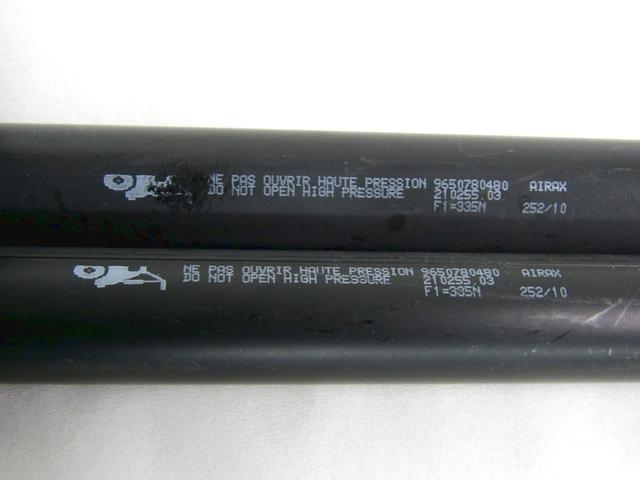 NE PAS OUVRIR HAUTE PRESSION 9650780480 AIRAX
DO NOT OPEN HIGH PRESSURE 210255.03
F1=335N 252/10
NE PAS OUVRIR HAUTE PRESSION 9650780480 AIRAX
DO NOT OPEN HIGH PRESSURE 210255.03
F1=335N 252/10